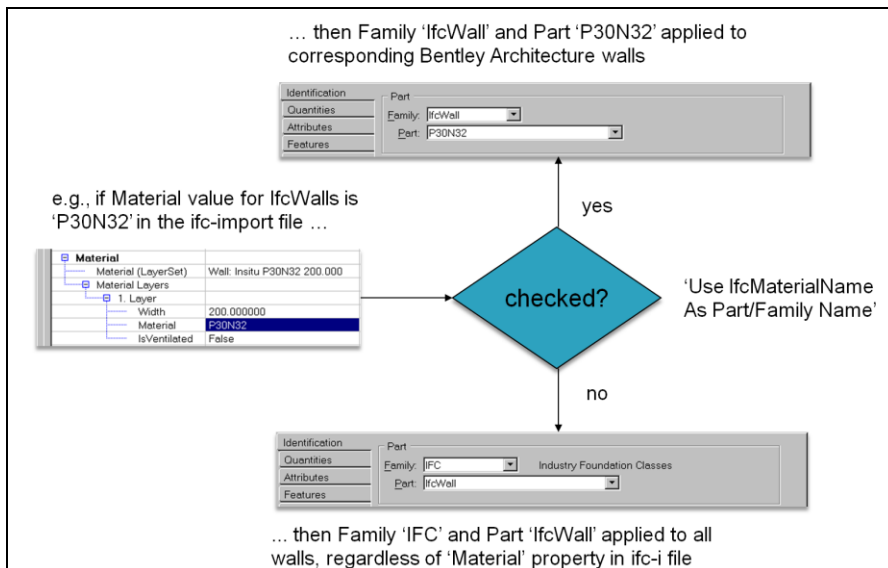 … then Family 'IfcWall' and Part 'P30N32' applied to
corresponding Bentley Architecture walls
Identification
Quantities
Attributes
Features
Part
Family: IfcWall
Part: P30N32
e.g., if Material value for IfcWalls is
'P30N32' in the ifc-import file …
Material
Material (LayerSet) Wall: Insitu P30N32 200.000
Material Layers
1. Layer
Width 200.000000
Material P30N32
IsVentilated False
yes
checked?
'Use IfcMaterialName
As Part/Family Name'
no
Identification
Quantities
Attributes
Features
Part
Family: IFC Industry Foundation Classes
Part: IfcWall
... then Family 'IFC' and Part 'IfcWall' applied to all
walls, regardless of 'Material' property in ifc-i file